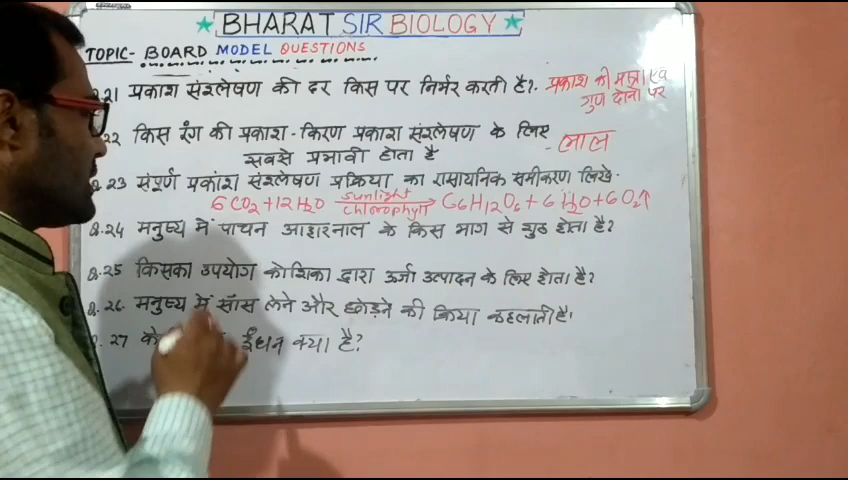 ★ BHARAT SIR BIOLOGY ★
TOPIC- BOARD MODEL QUESTIONS
21 प्रकाश संश्लेषण की दर किस पर निर्भर करती है?. प्रकाश की मात्रा एवं
गुण दोनों पर
22 किस रंग की प्रकाश-किरण प्रकाश संश्लेषण के लिए
सबसे प्रभावी होता है - लाल
Q.23 संपूर्ण प्रकाश संश्लेषण प्रक्रिया का रासायनिक समीकरण लिखे.
6CO2+12H2O sunlight chlorophyll → C6H12O6+6H2O+6O2↑
Q.24 मनुष्य में पाचन आहारनाल के किस भाग से शुरु होता है?
Q.25 किसका उपयोग कोशिका द्वारा ऊर्जा उत्पादन के लिए होता है?
Q.26. मनुष्य में साँस लेने और छोड़ने की क्रिया कहलाती है।
. 27 को ईंधन क्या है?